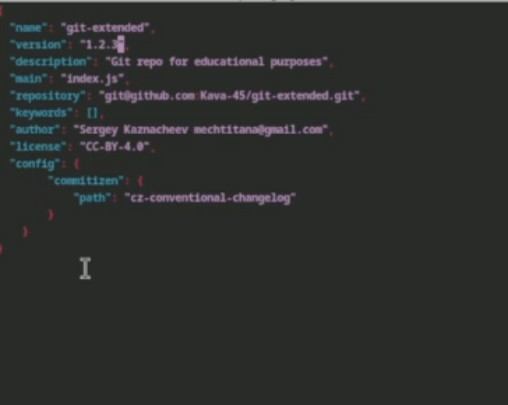 {
"name": "git-extended",
"version": "1.2.3",
"description": "Git repo for educational purposes",
"main": "index.js",
"repository": "git@github.com:Kava-45/git-extended.git",
"keywords": [],
"author": "Sergey Kaznacheev mechtitana@gmail.com",
"license": "CC-BY-4.0",
"config": {
"commitizen": {
"path": "cz-conventional-changelog"
}
}
}